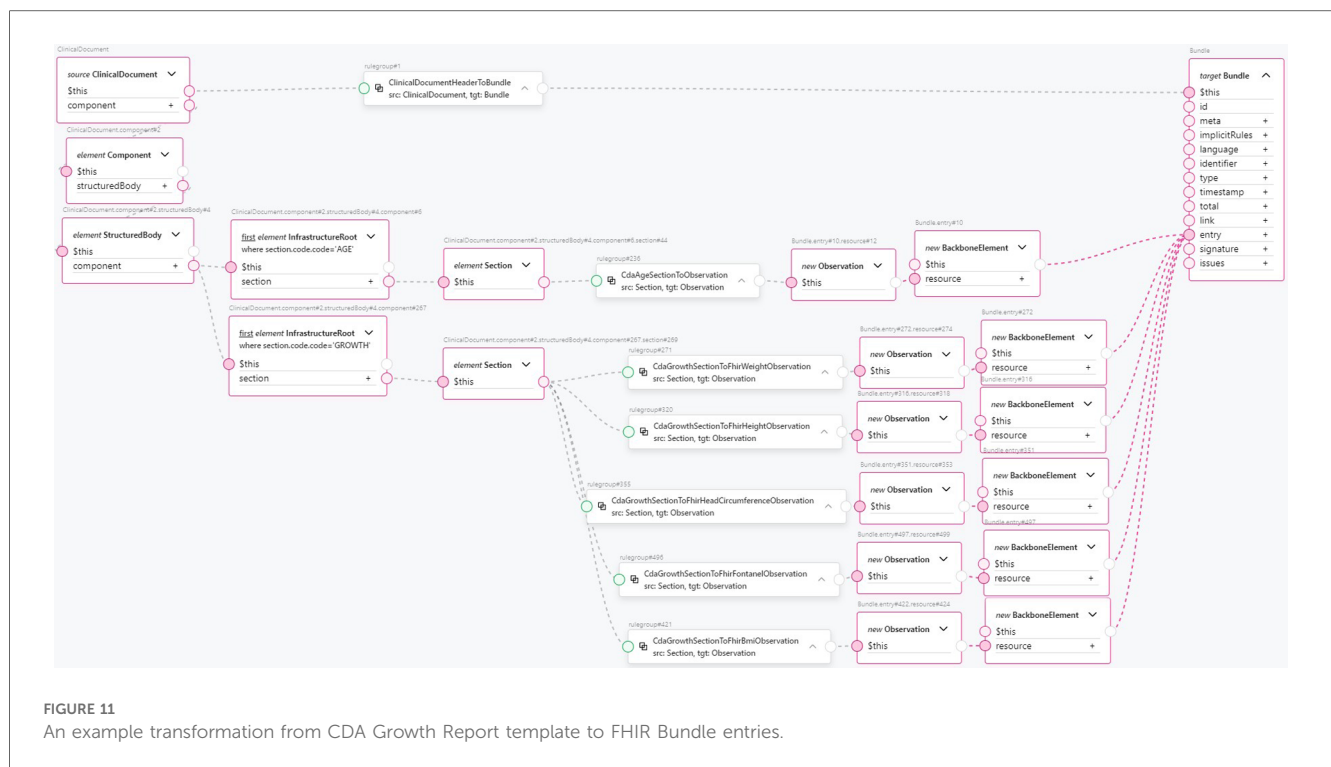 ClinicalDocument
source ClinicalDocument
$this
component +
rulegroup#1
ClinicalDocumentHeaderToBundle
src: ClinicalDocument, tgt: Bundle
Bundle
target Bundle
$this
id
meta +
implicitRules +
language +
identifier +
type +
timestamp +
total +
link +
entry +
signature +
issues +
ClinicalDocument.component#2
element Component
$this
structuredBody +
ClinicalDocument.component#2.structuredBody#4
element StructuredBody
$this
component +
ClinicalDocument.component#2.structuredBody#4.component#6
first element InfrastructureRoot
where section.code.code='AGE'
$this
section +
ClinicalDocument.component#2.structuredBody#4.component#6.section#44
element Section
$this
rulegroup#236
CdaAgeSectionToObservation
src: Section, tgt: Observation
Bundle.entry#10.resource#12
new Observation
$this
Bundle.entry#10
new BackboneElement
$this
resource +
ClinicalDocument.component#2.structuredBody#4.component#267
first element InfrastructureRoot
where section.code.code='GROWTH'
$this
section +
ClinicalDocument.component#2.structuredBody#4.component#267.section#269
element Section
$this
rulegroup#271
CdaGrowthSectionToFhirWeightObservation
src: Section, tgt: Observation
Bundle.entry#272.resource#274
new Observation
$this
Bundle.entry#272
new BackboneElement
$this
resource +
rulegroup#320
CdaGrowthSectionToFhirHeightObservation
src: Section, tgt: Observation
Bundle.entry#316.resource#318
new Observation
$this
Bundle.entry#316
new BackboneElement
$this
resource +
rulegroup#355
CdaGrowthSectionToFhirHeadCircumferenceObservation
src: Section, tgt: Observation
Bundle.entry#351.resource#353
new Observation
$this
Bundle.entry#351
new BackboneElement
$this
resource +
rulegroup#496
CdaGrowthSectionToFhirFontanelObservation
src: Section, tgt: Observation
Bundle.entry#497.resource#499
new Observation
$this
Bundle.entry#497
new BackboneElement
$this
resource +
rulegroup#421
CdaGrowthSectionToFhirBmiObservation
src: Section, tgt: Observation
Bundle.entry#422.resource#424
new Observation
$this
new BackboneElement
$this
resource +
FIGURE 11
An example transformation from CDA Growth Report template to FHIR Bundle entries.